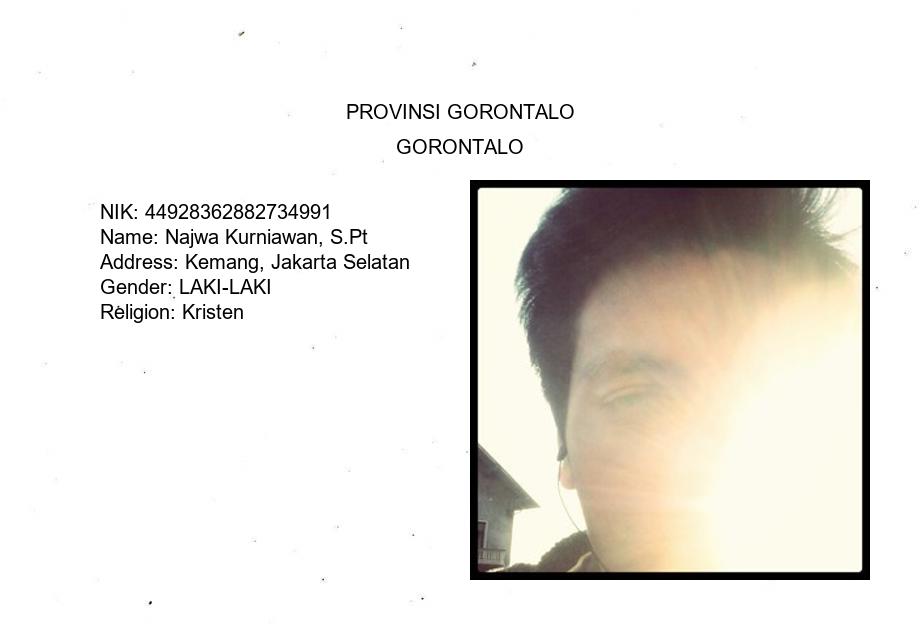 PROVINSI GORONTALO
GORONTALO
NIK: 44928362882734991
Name: Najwa Kurniawan, S.Pt
Address: Kemang, Jakarta Selatan
Gender: LAKI-LAKI
Religion: Kristen